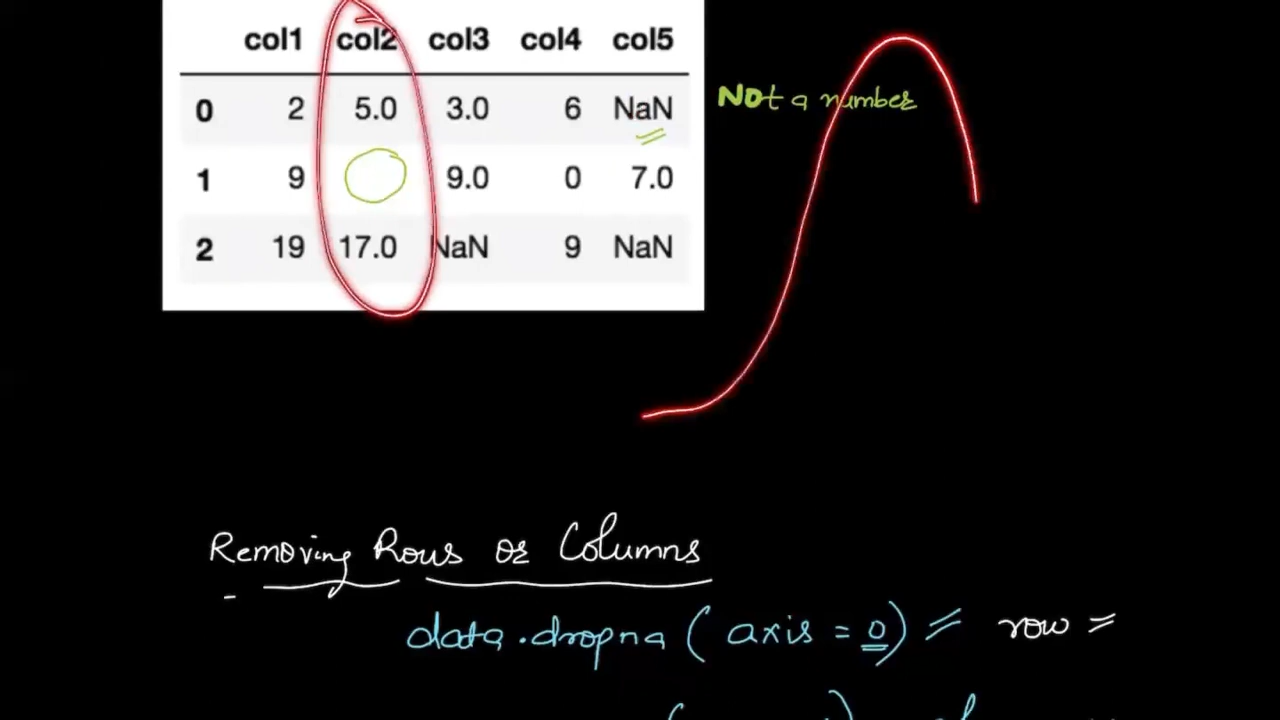 col1 col2 col3 col4 col5
0 2 5.0 3.0 6 NaN Not a number
1 9 9.0 0 7.0
2 19 17.0 NaN 9 NaN
Removing Rows or Columns
data.dropna (axis = 0) row =